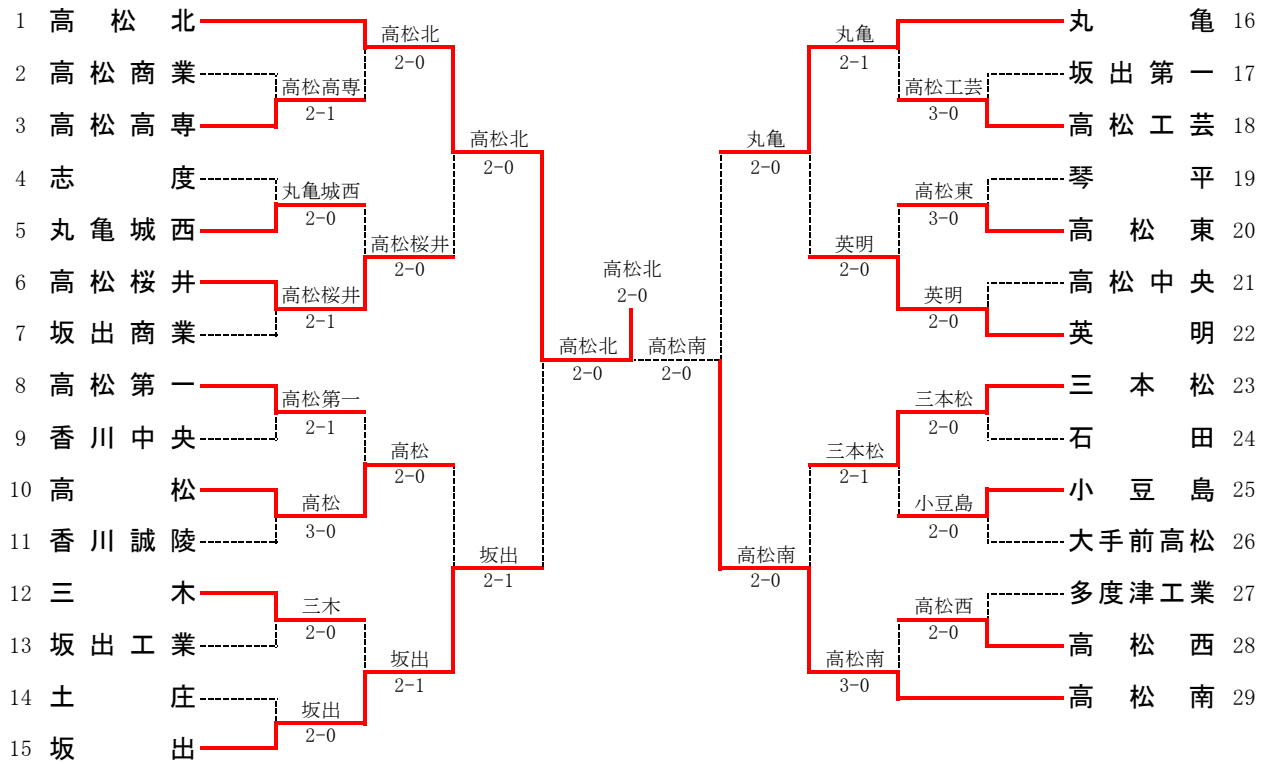 1 高松北
2 高松商業
3 高松高専
4 志度
5 丸亀城西
6 高松桜井
7 坂出商業
8 高松第一
9 香川中央
10 高松
11 香川誠陵
12 三木
13 坂出工業
14 土庄
15 坂出
高松高専
2-1
丸亀城西
2-0
高松桜井
2-1
高松第一
2-1
高松
3-0
三木
2-0
坂出
2-0
高松北
2-0
高松桜井
2-0
高松
2-0
坂出
2-1
高松北
2-0
坂出
2-1
高松北
2-0
高松北
2-0
高松南
2-0
丸亀
2-0
高松南
2-0
丸亀
2-1
英明
2-0
三本松
2-1
高松南
3-0
高松工芸
3-0
高松東
3-0
英明
2-0
三本松
2-0
小豆島
2-0
高松西
2-0
丸亀 16
坂出第一 17
高松工芸 18
琴平 19
高松東 20
高松中央 21
英明 22
三本松 23
石田 24
小豆島 25
大手前高松 26
多度津工業 27
高松西 28
高松南 29